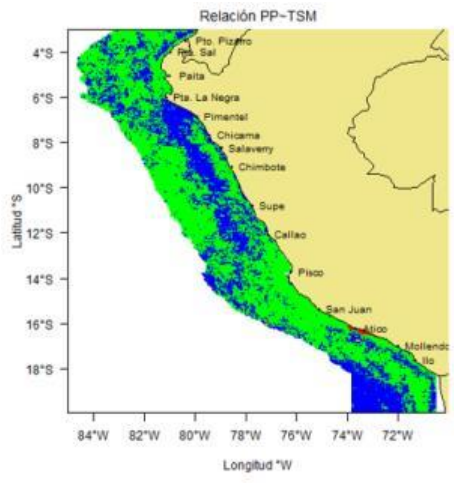 Relación PP~TSM
Pto. Pizarro
Pta. Sal
Paita
Pta. La Negra
Pimentel
Chicama
Salaverry
Chimbote
Supe
Callao
Pisco
San Juan
Atico
Mollendo
Ilo
4°S
6°S
8°S
10°S
12°S
14°S
16°S
18°S
Latitud °S
84°W 82°W 80°W 78°W 76°W 74°W 72°W
Longitud °W